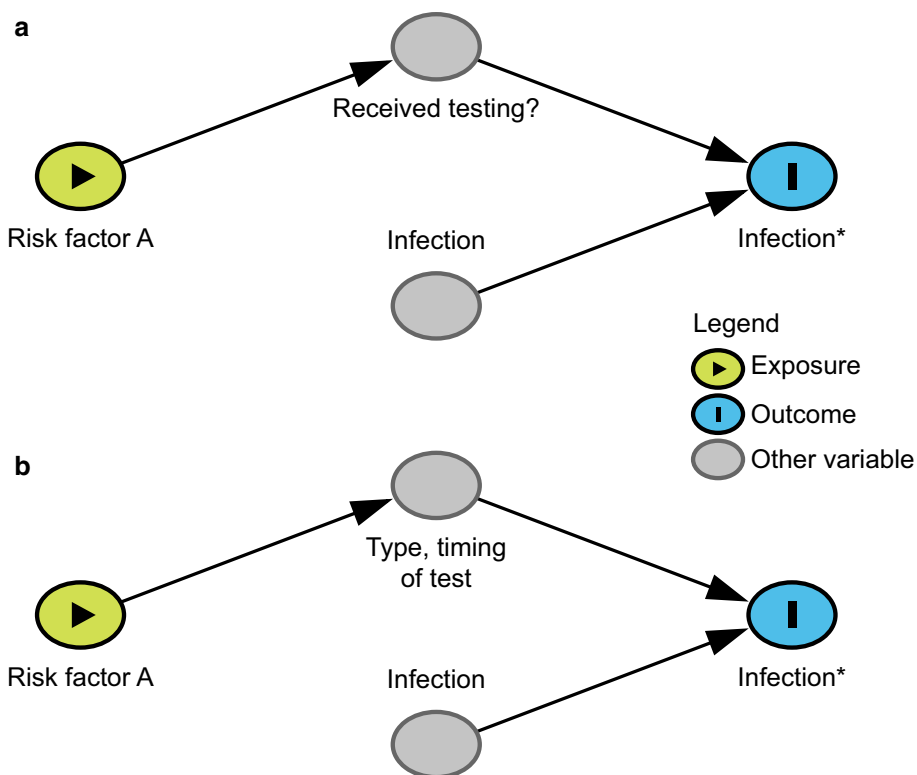 a
Received testing?
Risk factor A
Infection
Infection*
Legend
Exposure
Outcome
Other variable
b
Type, timing
of test
Risk factor A
Infection
Infection*